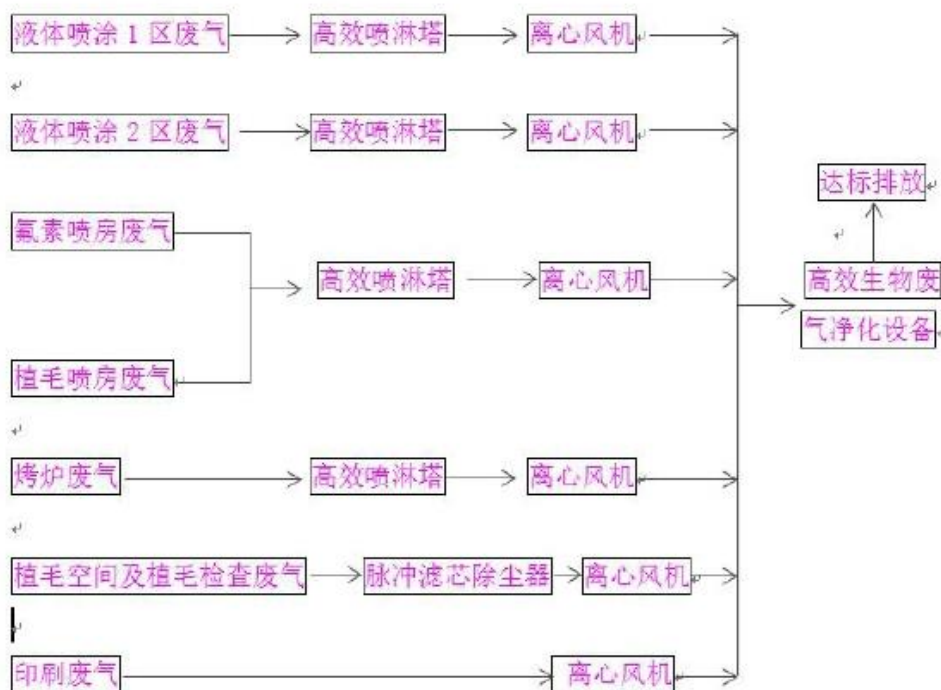 液体喷涂1区废气 高效喷淋塔 离心风机
液体喷涂2区废气 高效喷淋塔 离心风机
达标排放
氟素喷房废气
高效喷淋塔 离心风机 高效生物废
气净化设备
植毛喷房废气
烤炉废气 高效喷淋塔 离心风机
植毛空间及植毛检查废气 脉冲滤芯除尘器 离心风机
印刷废气 离心风机